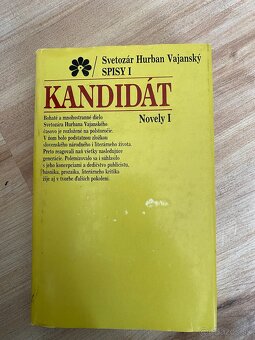 Svetozár Hurban Vajanský
SPISY I
KANDIDÁT
Novely I
Bohaté a mnohostranné dielo
Svetozára Hurbana Vajanského
časovo je rozložené na polstoročie.
V ňom bolo podstatnou zložkou
slovenského národného i literárneho života.
Preto reagovali naň všetky nasledujúce
generácie. Polemizovalo sa i súhlasilo
s jeho koncepciami a dedičstvo publicistu,
básnika, prozaika, literárneho kritika
žije aj v tvorbe ďalších pokolení.